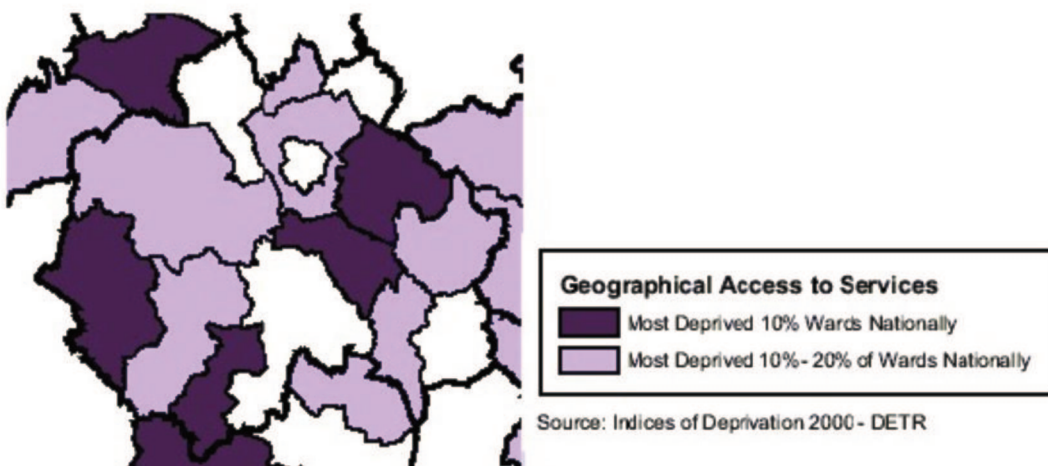 Geographical Access to Services
Most Deprived 10% Wards Nationally
Most Deprived 10%- 20% of Wards Nationally
Source: Indices of Deprivation 2000 - DETR